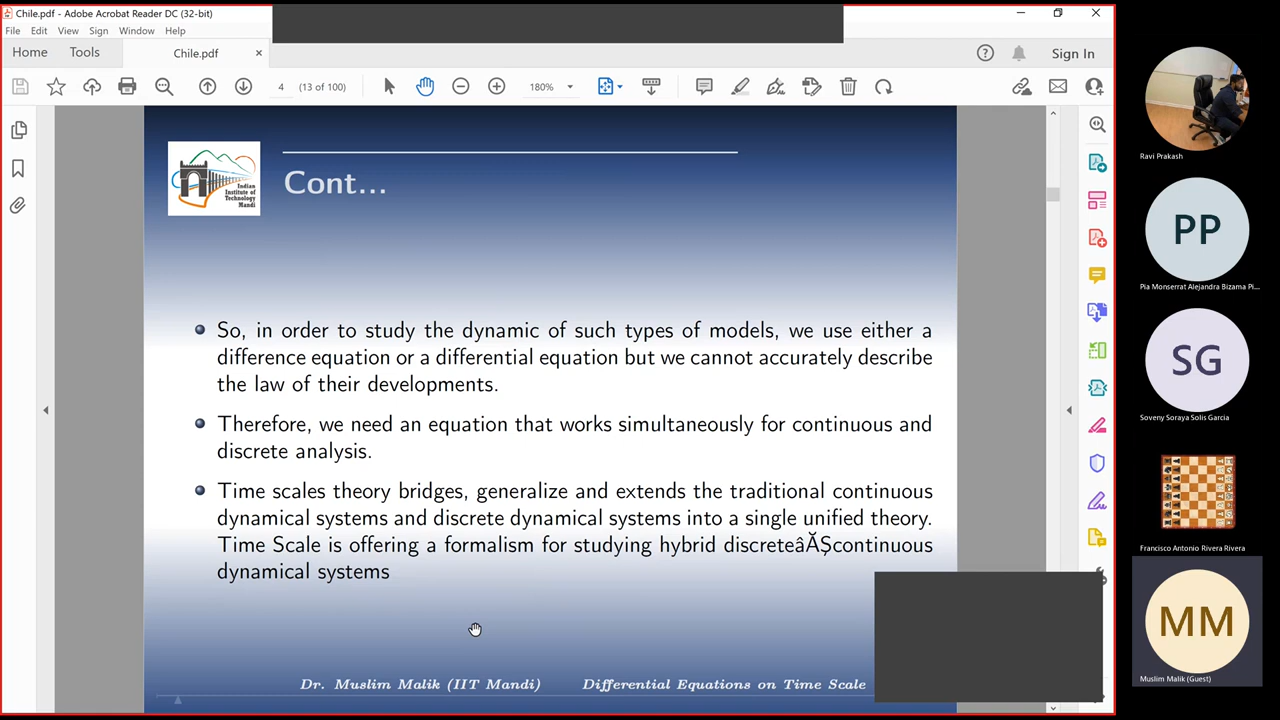 Chile.pdf - Adobe Acrobat Reader DC (32-bit)
File Edit View Sign Window Help
Home Tools Chile.pdf × Sign In
4 (13 of 100) 180%
Indian
Institute of
Technology
Mandi
Cont...
So, in order to study the dynamic of such types of models, we use either a
difference equation or a differential equation but we cannot accurately describe
the law of their developments.
Therefore, we need an equation that works simultaneously for continuous and
discrete analysis.
Time scales theory bridges, generalize and extends the traditional continuous
dynamical systems and discrete dynamical systems into a single unified theory.
Time Scale is offering a formalism for studying hybrid discreteâĂŞcontinuous
dynamical systems
Dr. Muslim Malik (IIT Mandi) Differential Equations on Time Scale
Ravi Prakash
PP
Pia Monserrat Alejandra Bizama Pi...
SG
Soveny Soraya Solis Garcia
Francisco Antonio Rivera Rivera
MM
Muslim Malik (Guest)